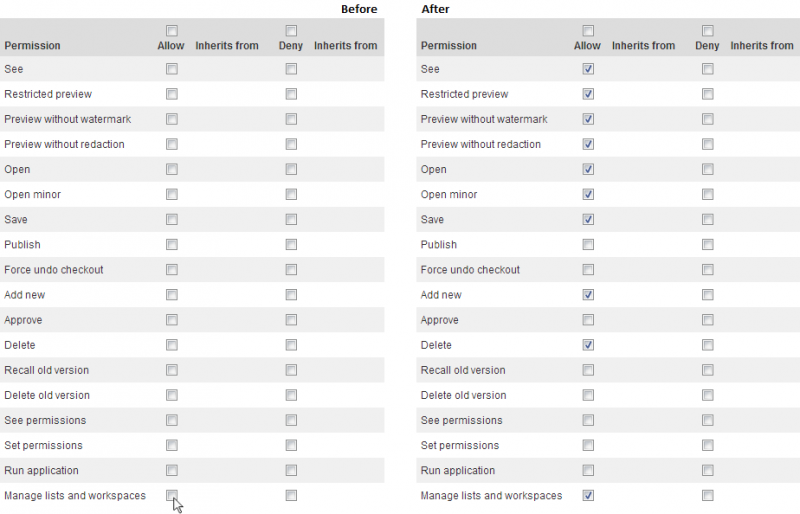 Before After
Allow Inherits from Deny Inherits from
Permission
See
Restricted preview
Preview without watermark
Preview without redaction
Open
Open minor
Save
Publish
Force undo checkout
Add new
Approve
Delete
Recall old version
Delete old version
See permissions
Set permissions
Run application
Manage lists and workspaces
Permission Allow Inherits from Deny Inherits from
See
Restricted preview
Preview without watermark
Preview without redaction
Open
Open minor
Save
Publish
Force undo checkout
Add new
Approve
Delete
Recall old version
Delete old version
See permissions
Set permissions
Run application
Manage lists and workspaces